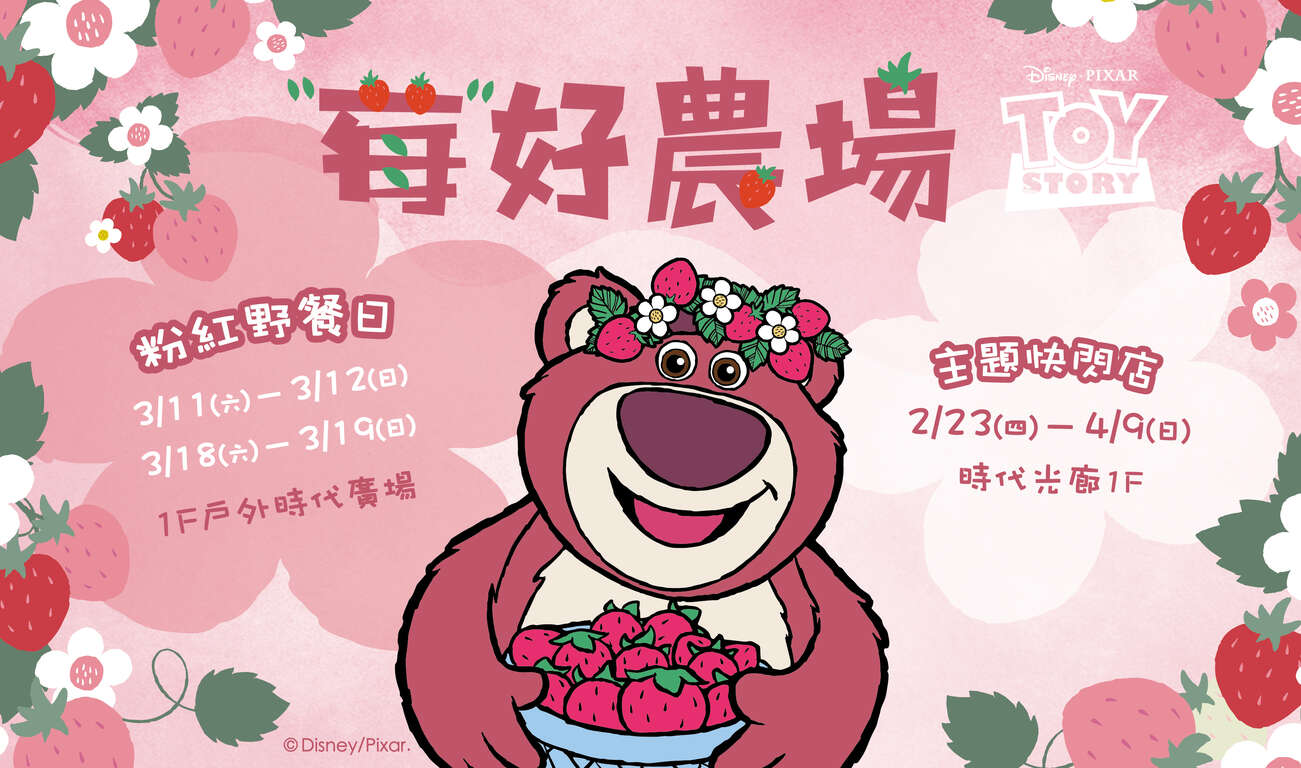 "莓"好農場
Disney · PIXAR
TOY
STORY
粉紅野餐日
3/11(六) — 3/12(日)
3/18(六) — 3/19(日)
1F戶外時代廣場
主題快閃店
2/23(四) — 4/9(日)
時代光廊1F
©Disney/Pixar.